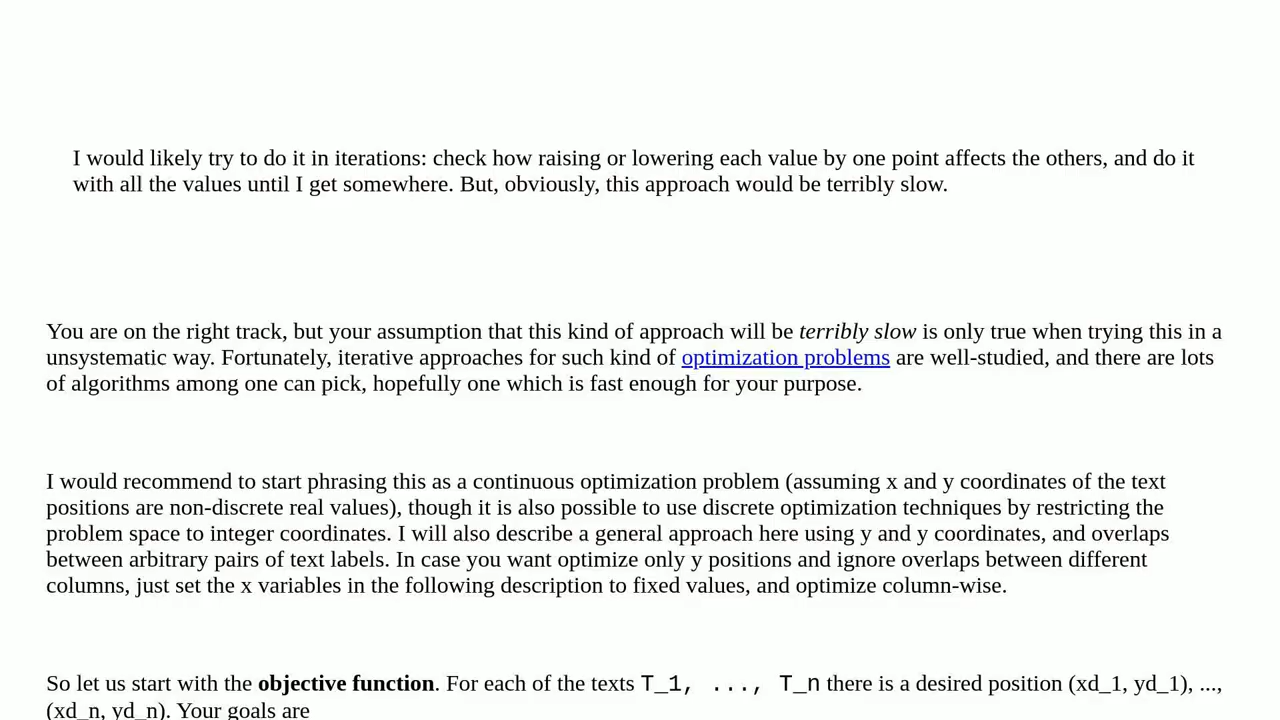 I would likely try to do it in iterations: check how raising or lowering each value by one point affects the others, and do it
with all the values until I get somewhere. But, obviously, this approach would be terribly slow.
You are on the right track, but your assumption that this kind of approach will be terribly slow is only true when trying this in a
unsystematic way. Fortunately, iterative approaches for such kind of optimization problems are well-studied, and there are lots
of algorithms among one can pick, hopefully one which is fast enough for your purpose.
I would recommend to start phrasing this as a continuous optimization problem (assuming x and y coordinates of the text
positions are non-discrete real values), though it is also possible to use discrete optimization techniques by restricting the
problem space to integer coordinates. I will also describe a general approach here using y and y coordinates, and overlaps
between arbitrary pairs of text labels. In case you want optimize only y positions and ignore overlaps between different
columns, just set the x variables in the following description to fixed values, and optimize column-wise.
So let us start with the objective function. For each of the texts T_1, ..., T_n there is a desired position (xd_1, yd_1), ...,
(xd_n, yd_n). Your goals are